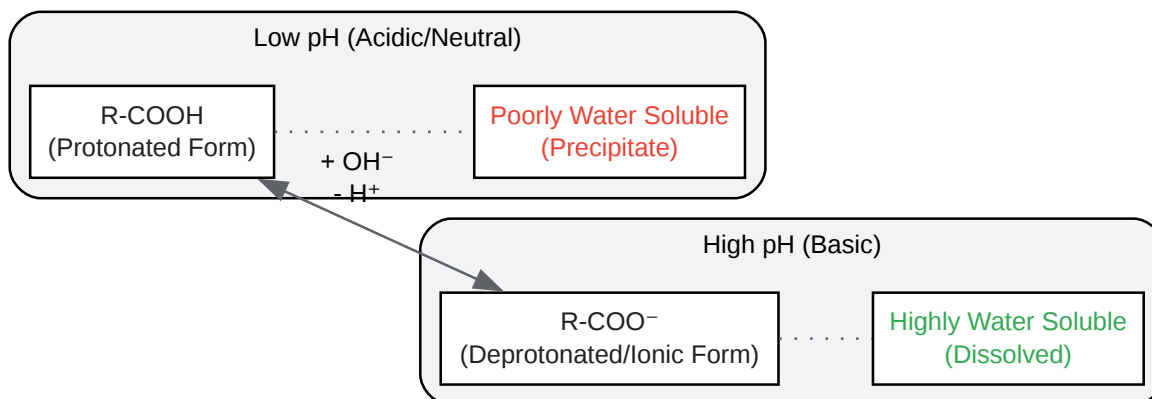 Low pH (Acidic/Neutral)
R-COOH
(Protonated Form)
Poorly Water Soluble
(Precipitate)
+ OH⁻
- H⁺
High pH (Basic)
R-COO⁻
(Deprotonated/Ionic Form)
Highly Water Soluble
(Dissolved)